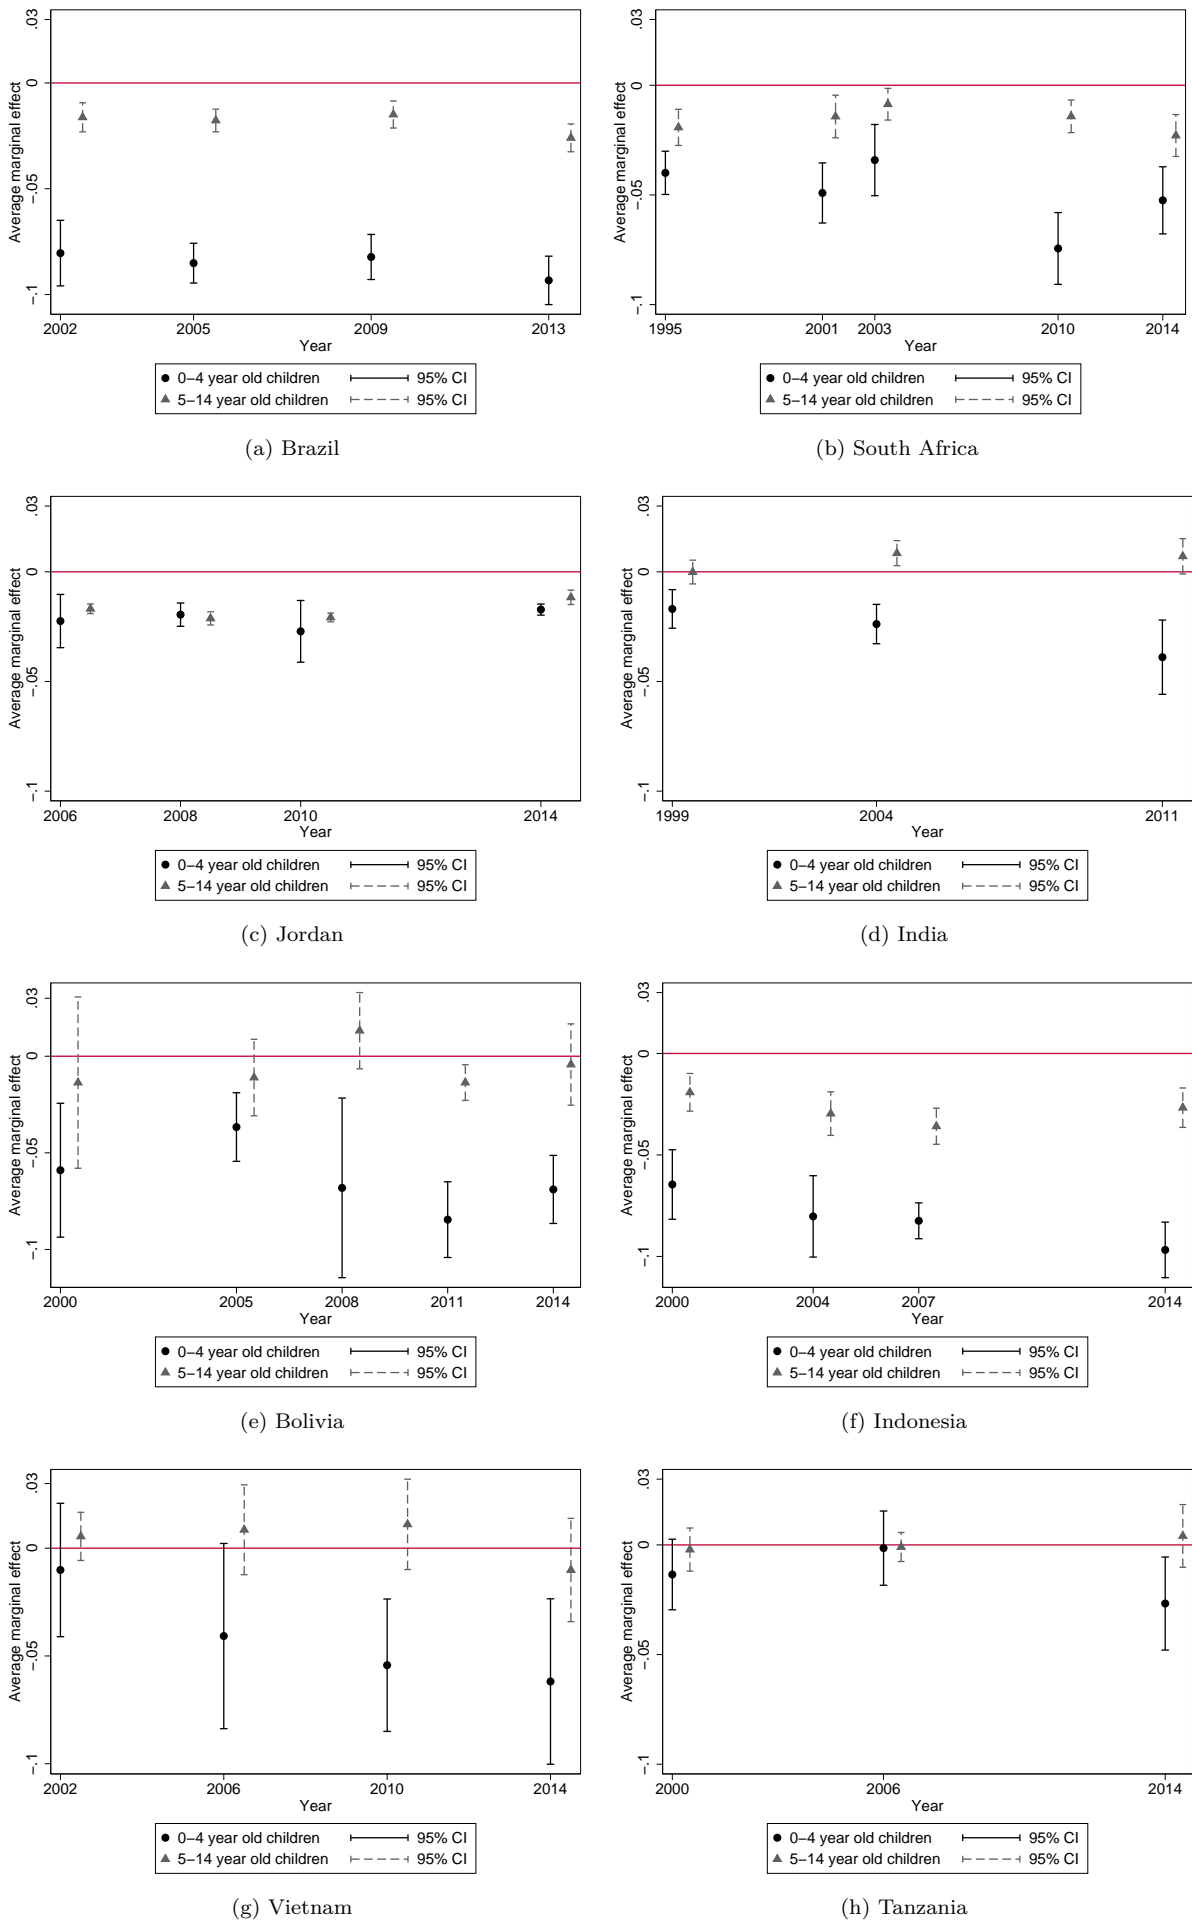 Average marginal effect
.03
0
-.05
-.1
2002 2005 2009 2013
Year
0-4 year old children 95% CI
5-14 year old children 95% CI
(a) Brazil
Average marginal effect
.03
0
-.05
-.1
1995 2001 2003 2010 2014
Year
0-4 year old children 95% CI
5-14 year old children 95% CI
(b) South Africa
Average marginal effect
.03
0
-.05
-.1
2006 2008 2010 2014
Year
0-4 year old children 95% CI
5-14 year old children 95% CI
(c) Jordan
Average marginal effect
.03
0
-.05
-.1
1999 2004 2011
Year
0-4 year old children 95% CI
5-14 year old children 95% CI
(d) India
Average marginal effect
.03
0
-.05
-.1
2000 2005 2008 2011 2014
Year
0-4 year old children 95% CI
5-14 year old children 95% CI
(e) Bolivia
Average marginal effect
.03
0
-.05
-.1
2000 2004 2007 2014
Year
0-4 year old children 95% CI
5-14 year old children 95% CI
(f) Indonesia
Average marginal effect
.03
0
-.05
-.1
2002 2006 2010 2014
Year
0-4 year old children 95% CI
5-14 year old children 95% CI
(g) Vietnam
Average marginal effect
.03
0
-.05
-.1
2000 2006 2014
Year
0-4 year old children 95% CI
5-14 year old children 95% CI
(h) Tanzania